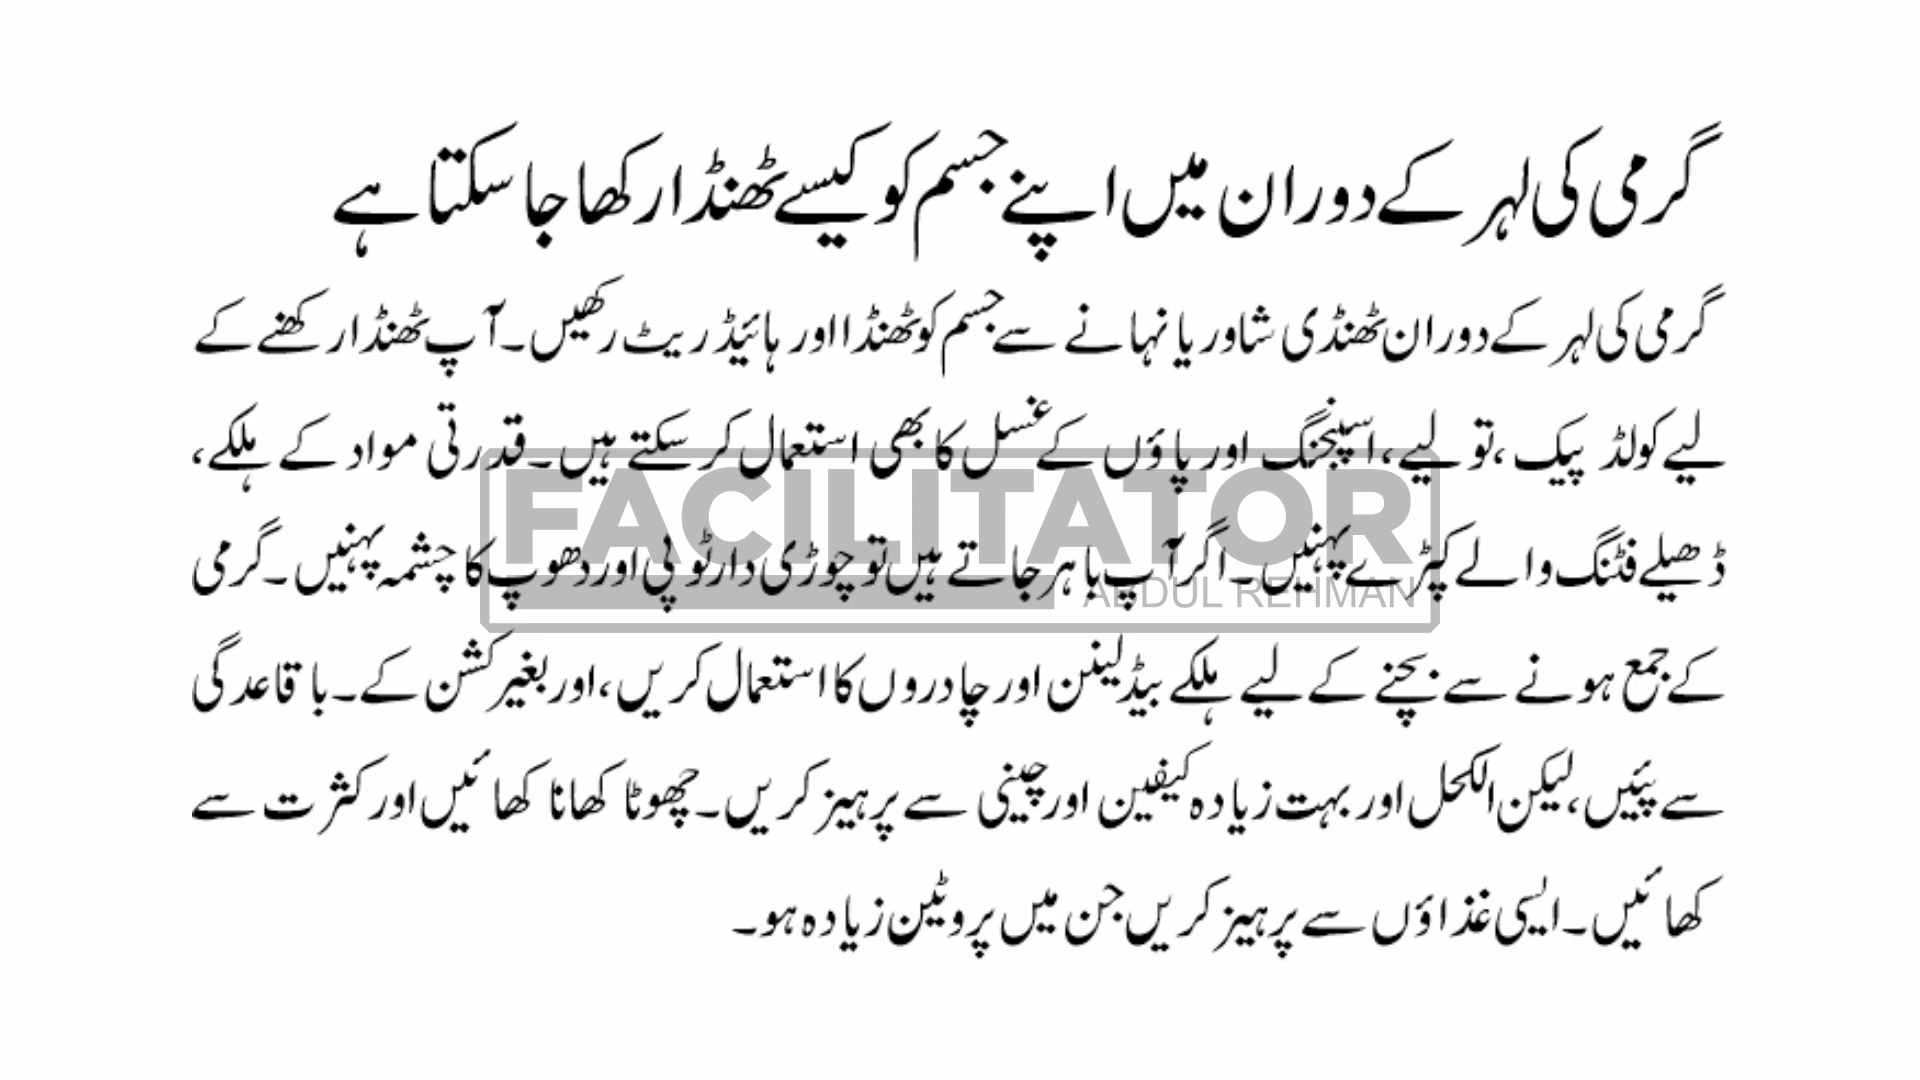 گرمی کی لہر کے دوران میں اپنے جسم کو کیسے ٹھنڈا رکھا جا سکتا ہے
گرمی کی لہر کے دوران ٹھنڈی شاور یا نہانے سے جسم کو ٹھنڈا اور ہائیڈریٹ رکھیں۔ آپ ٹھنڈا رکھنے کے
لیے کولڈ پیک، تولیے، اسپنجنگ اور پاؤں کے غسل کا بھی استعمال کر سکتے ہیں۔ قدرتی مواد کے ہلکے،
FACILITATOR
ڈھیلے فٹنگ والے کپڑے پہنیں۔ اگر آپ باہر جاتے ہیں تو چوڑی دار ٹوپی اور دھوپ کا چشمہ پہنیں۔ گرمی
ABDUL REHMAN
کے جمع ہونے سے بچنے کے لیے ہلکے بیڈ لینن اور چادروں کا استعمال کریں، اور بغیر کشن کے۔ باقاعدگی
سے پئیں، لیکن الکحل اور بہت زیادہ کیفین اور چینی سے پرہیز کریں۔ چھوٹا کھانا کھائیں اور کثرت سے
کھائیں۔ ایسی غذاؤں سے پرہیز کریں جن میں پروٹین زیادہ ہو۔